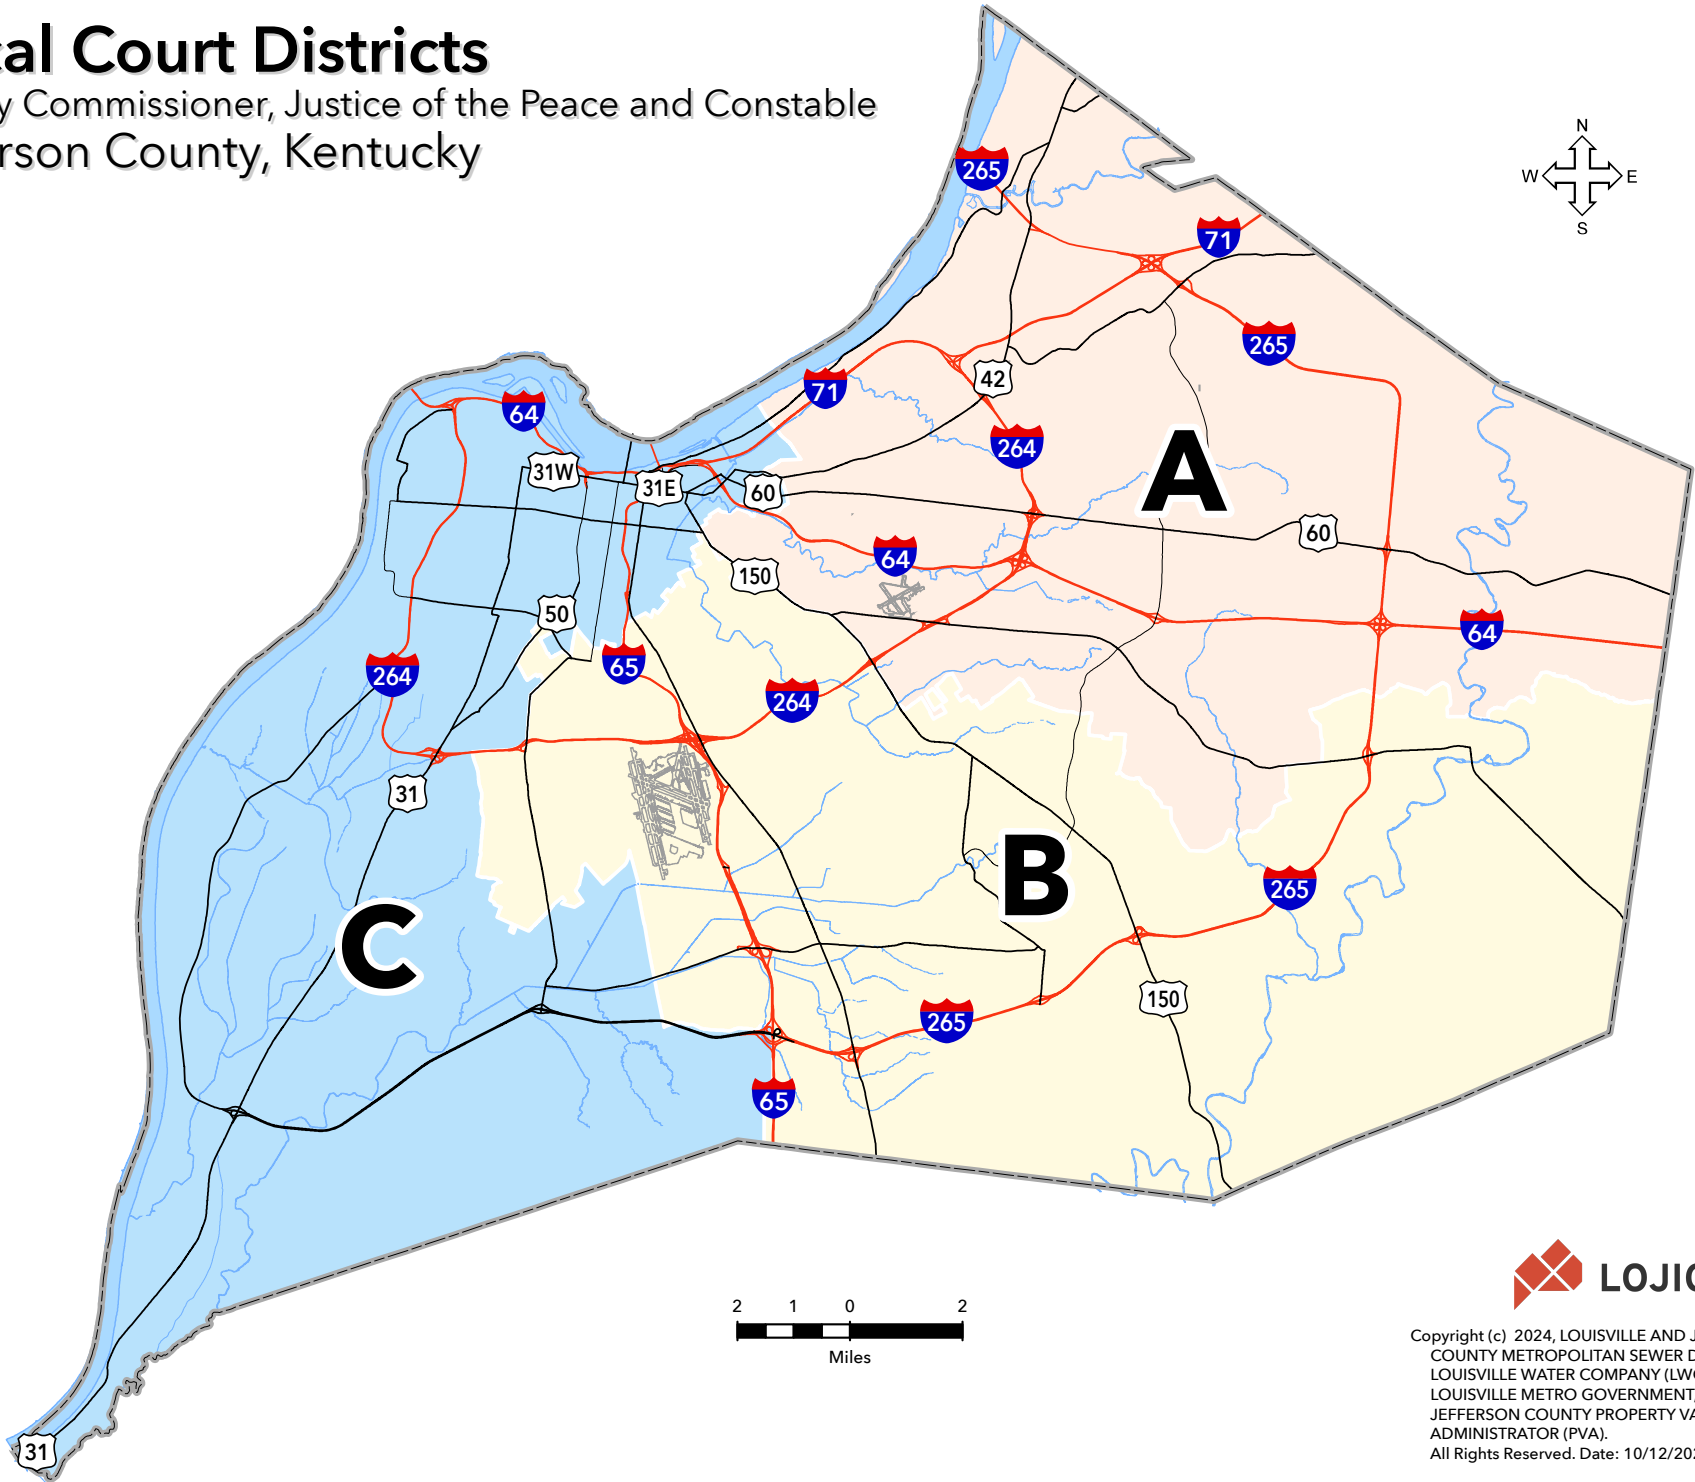 cal Court Districts
y Commissioner, Justice of the Peace and Constable
rson County, Kentucky
N
W E
S
265
71
265
42
71
64
264
A
31W
31E
60
60
64
150
50
64
65
264
264
31
B
265
C
150
265
65
31
2 1 0 2
Miles
LOJIC
Copyright (c) 2024, LOUISVILLE AND J
COUNTY METROPOLITAN SEWER D
LOUISVILLE WATER COMPANY (LW
LOUISVILLE METRO GOVERNMENT,
JEFFERSON COUNTY PROPERTY VA
ADMINISTRATOR (PVA).
All Rights Reserved. Date: 10/12/202